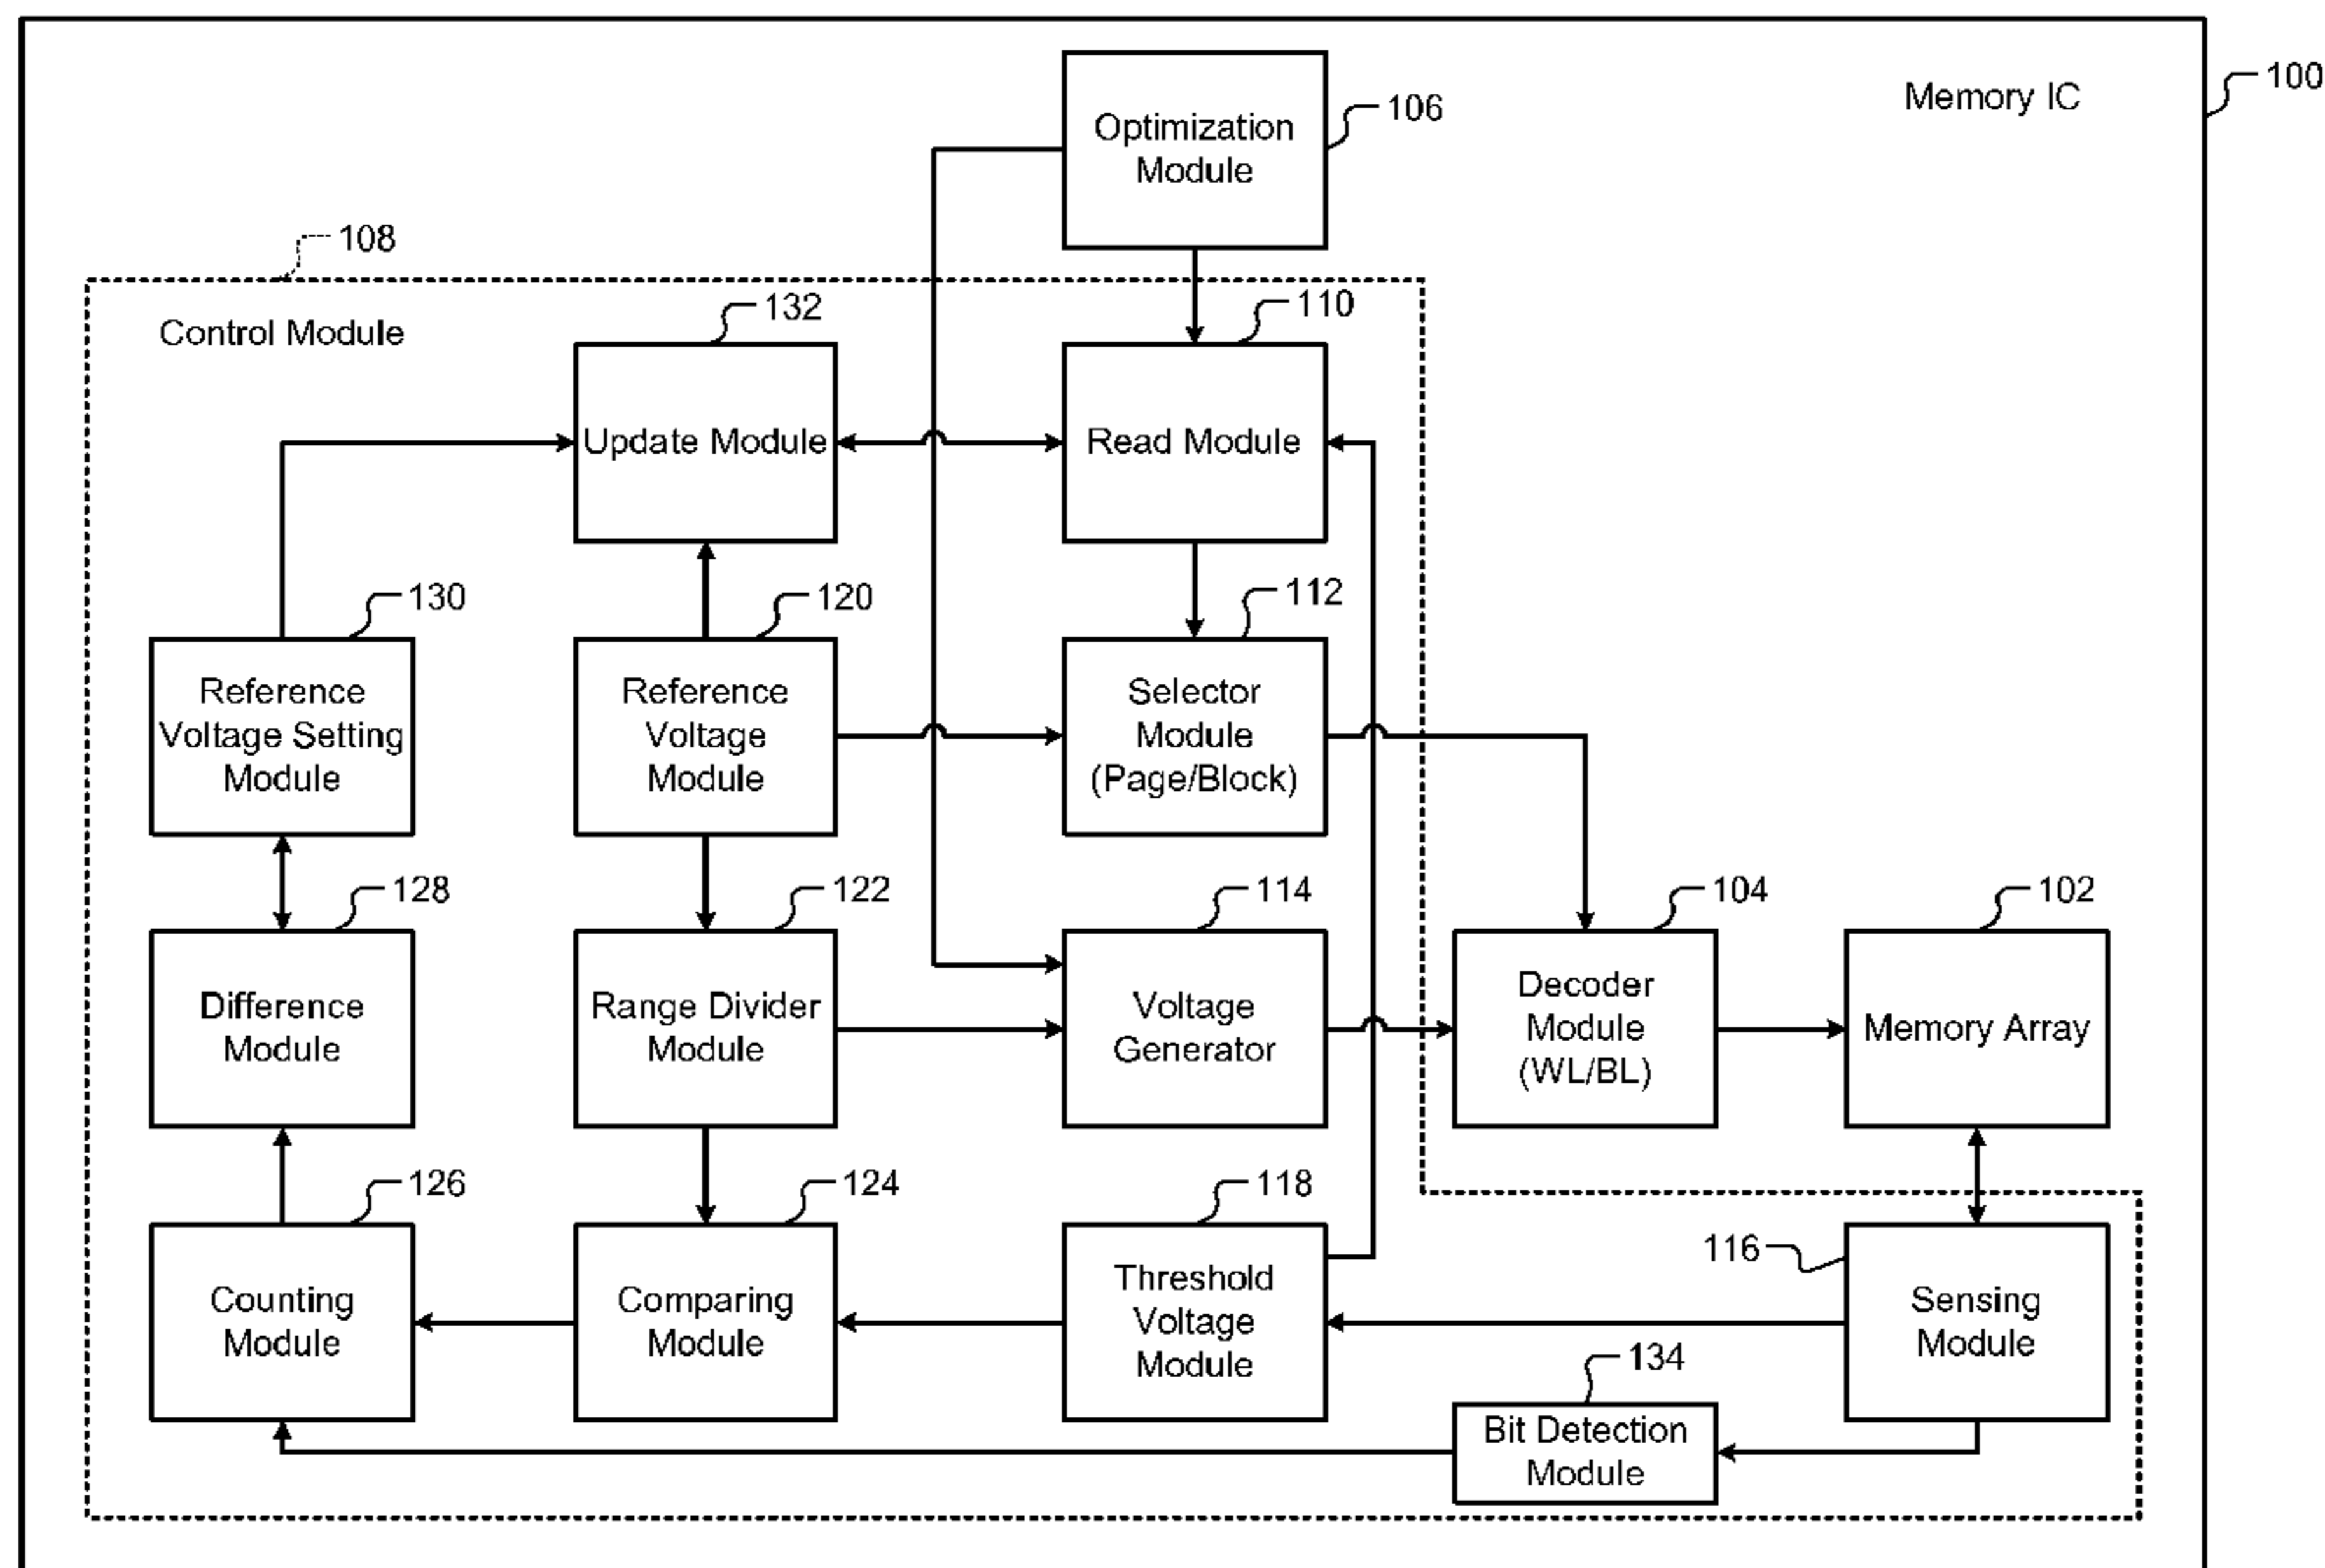 100
Memory IC
Optimization
Module
106
108
Control Module
132
110
Update Module
Read Module
130
120
112
Reference
Voltage Setting
Module
Reference
Voltage
Module
Selector
Module
(Page/Block)
128
122
114
104
102
Difference
Module
Range Divider
Module
Voltage
Generator
Decoder
Module
(WL/BL)
Memory Array
126
124
118
116
Counting
Module
Comparing
Module
Threshold
Voltage
Module
Sensing
Module
134
Bit Detection
Module